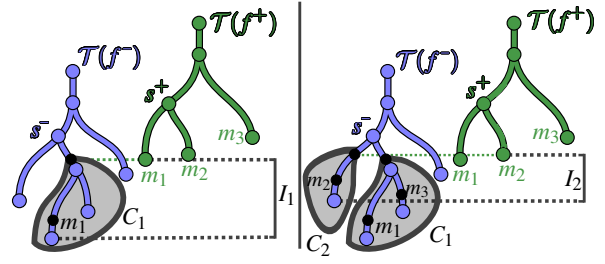 T(f⁺)
T(f⁻)
s⁺
s⁻
m₃
m₁
m₂
I₁
C₁
m₁
T(f⁺)
T(f⁻)
s⁺
s⁻
m₃
m₁
m₂
I₂
m₂
m₃
m₁
C₂
C₁